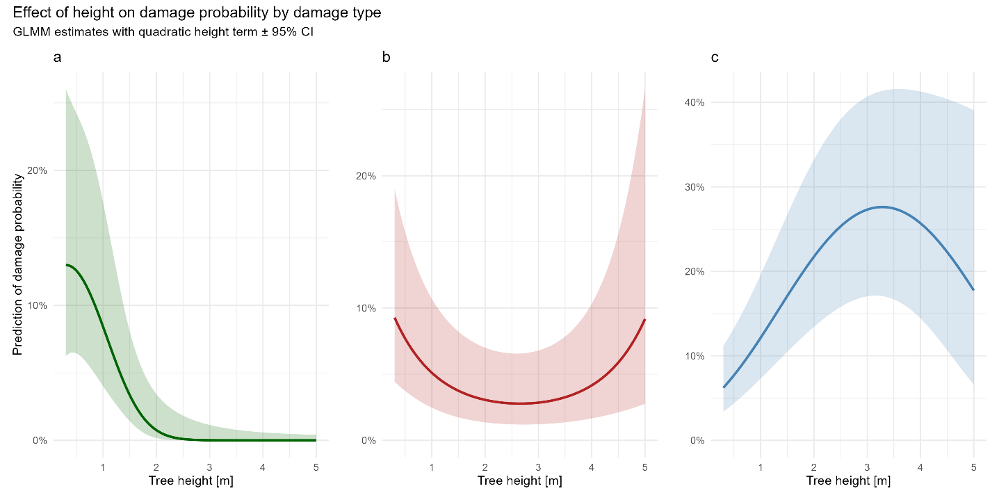 Effect of height on damage probability by damage type
GLMM estimates with quadratic height term ± 95% CI
a
b
c
Prediction of damage probability
20%
10%
0%
1 2 3 4 5
Tree height [m]
20%
10%
0%
1 2 3 4 5
Tree height [m]
40%
30%
20%
10%
0%
1 2 3 4 5
Tree height [m]